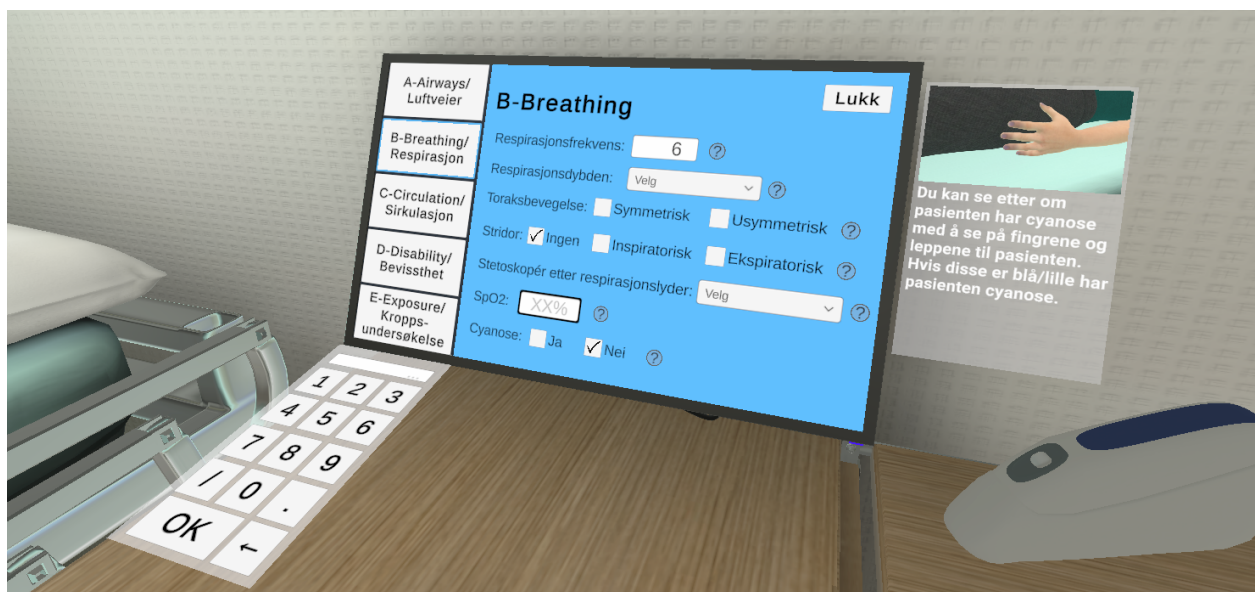 A-Airways/
Luftveier
B-Breathing/
Respirasjon
C-Circulation/
Sirkulasjon
D-Disability/
Bevissthet
E-Exposure/
Kropps-
undersøkelse
B-Breathing
Lukk
Respirasjonsfrekvens: 6 ?
Respirasjonsdybden: Velg ?
Toraksbevegelse: Symmetrisk Usymmetrisk ?
Stridor: Ingen Inspiratorisk Ekspiratorisk ?
Stetoskopér etter respirasjonslyder: Velg ?
SpO2: XX% ?
Cyanose: Ja Nei ?
Du kan se etter om
pasienten har cyanose
med å se på fingrene og
leppene til pasienten.
Hvis disse er blå/lille har
pasienten cyanose.
...
1 2 3
4 5 6
7 8 9
/ 0 .
OK ←